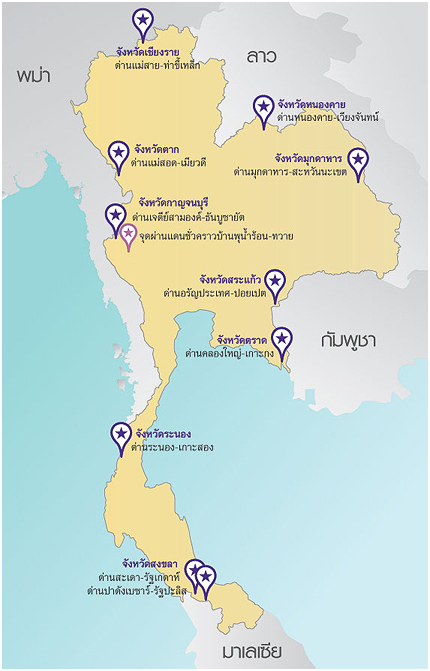 จังหวัดเชียงราย
ด่านแม่สาย-ท่าขี้เหล็ก
พม่า
ลาว
จังหวัดหนองคาย
ด่านหนองคาย-เวียงจันทน์
จังหวัดตาก
ด่านแม่สอด-เมียวดี
จังหวัดมุกดาหาร
ด่านมุกดาหาร-สะหวันนะเขต
จังหวัดกาญจนบุรี
ด่านเจดีย์สามองค์-ธันบูซายัต
จุดผ่านแดนชั่วคราวบ้านพุน้ำร้อน-ทวาย
จังหวัดสระแก้ว
ด่านอรัญประเทศ-ปอยเปต
จังหวัดตราด
ด่านคลองใหญ่-เกาะกง
กัมพูชา
จังหวัดระนอง
ด่านระนอง-เกาะสอง
จังหวัดสงขลา
ด่านสะเดา-รัฐเกดาห์
ด่านปาดังเบซาร์-รัฐปะลิส
มาเลเซีย